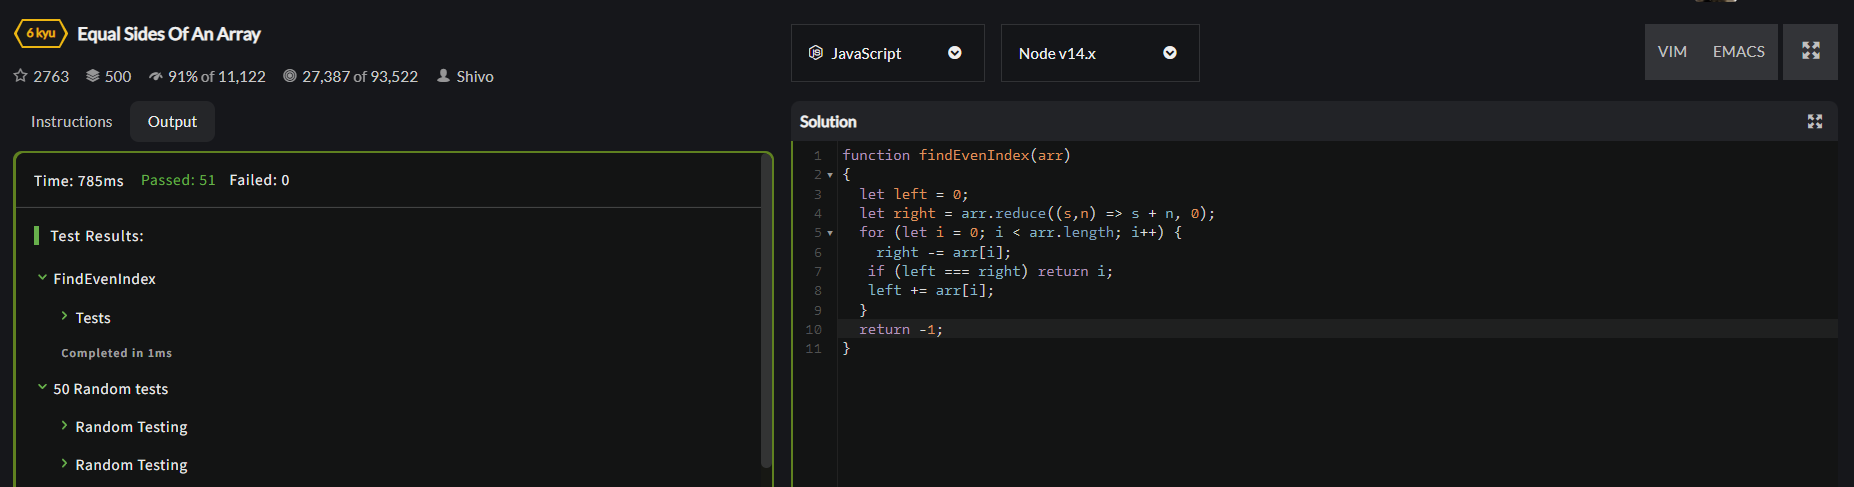 6 kyu Equal Sides Of An Array
2763 500 91% of 11,122 27,387 of 93,522 Shivo
Instructions Output
Time: 785ms Passed: 51 Failed: 0
Test Results:
FindEvenIndex
Tests
Completed in 1ms
50 Random tests
Random Testing
Random Testing
JavaScript Node v14.x VIM EMACS
Solution
1 function findEvenIndex(arr)
2 {
3 let left = 0;
4 let right = arr.reduce((s,n) => s + n, 0);
5 for (let i = 0; i < arr.length; i++) {
6 right -= arr[i];
7 if (left === right) return i;
8 left += arr[i];
9 }
10 return -1;
11 }